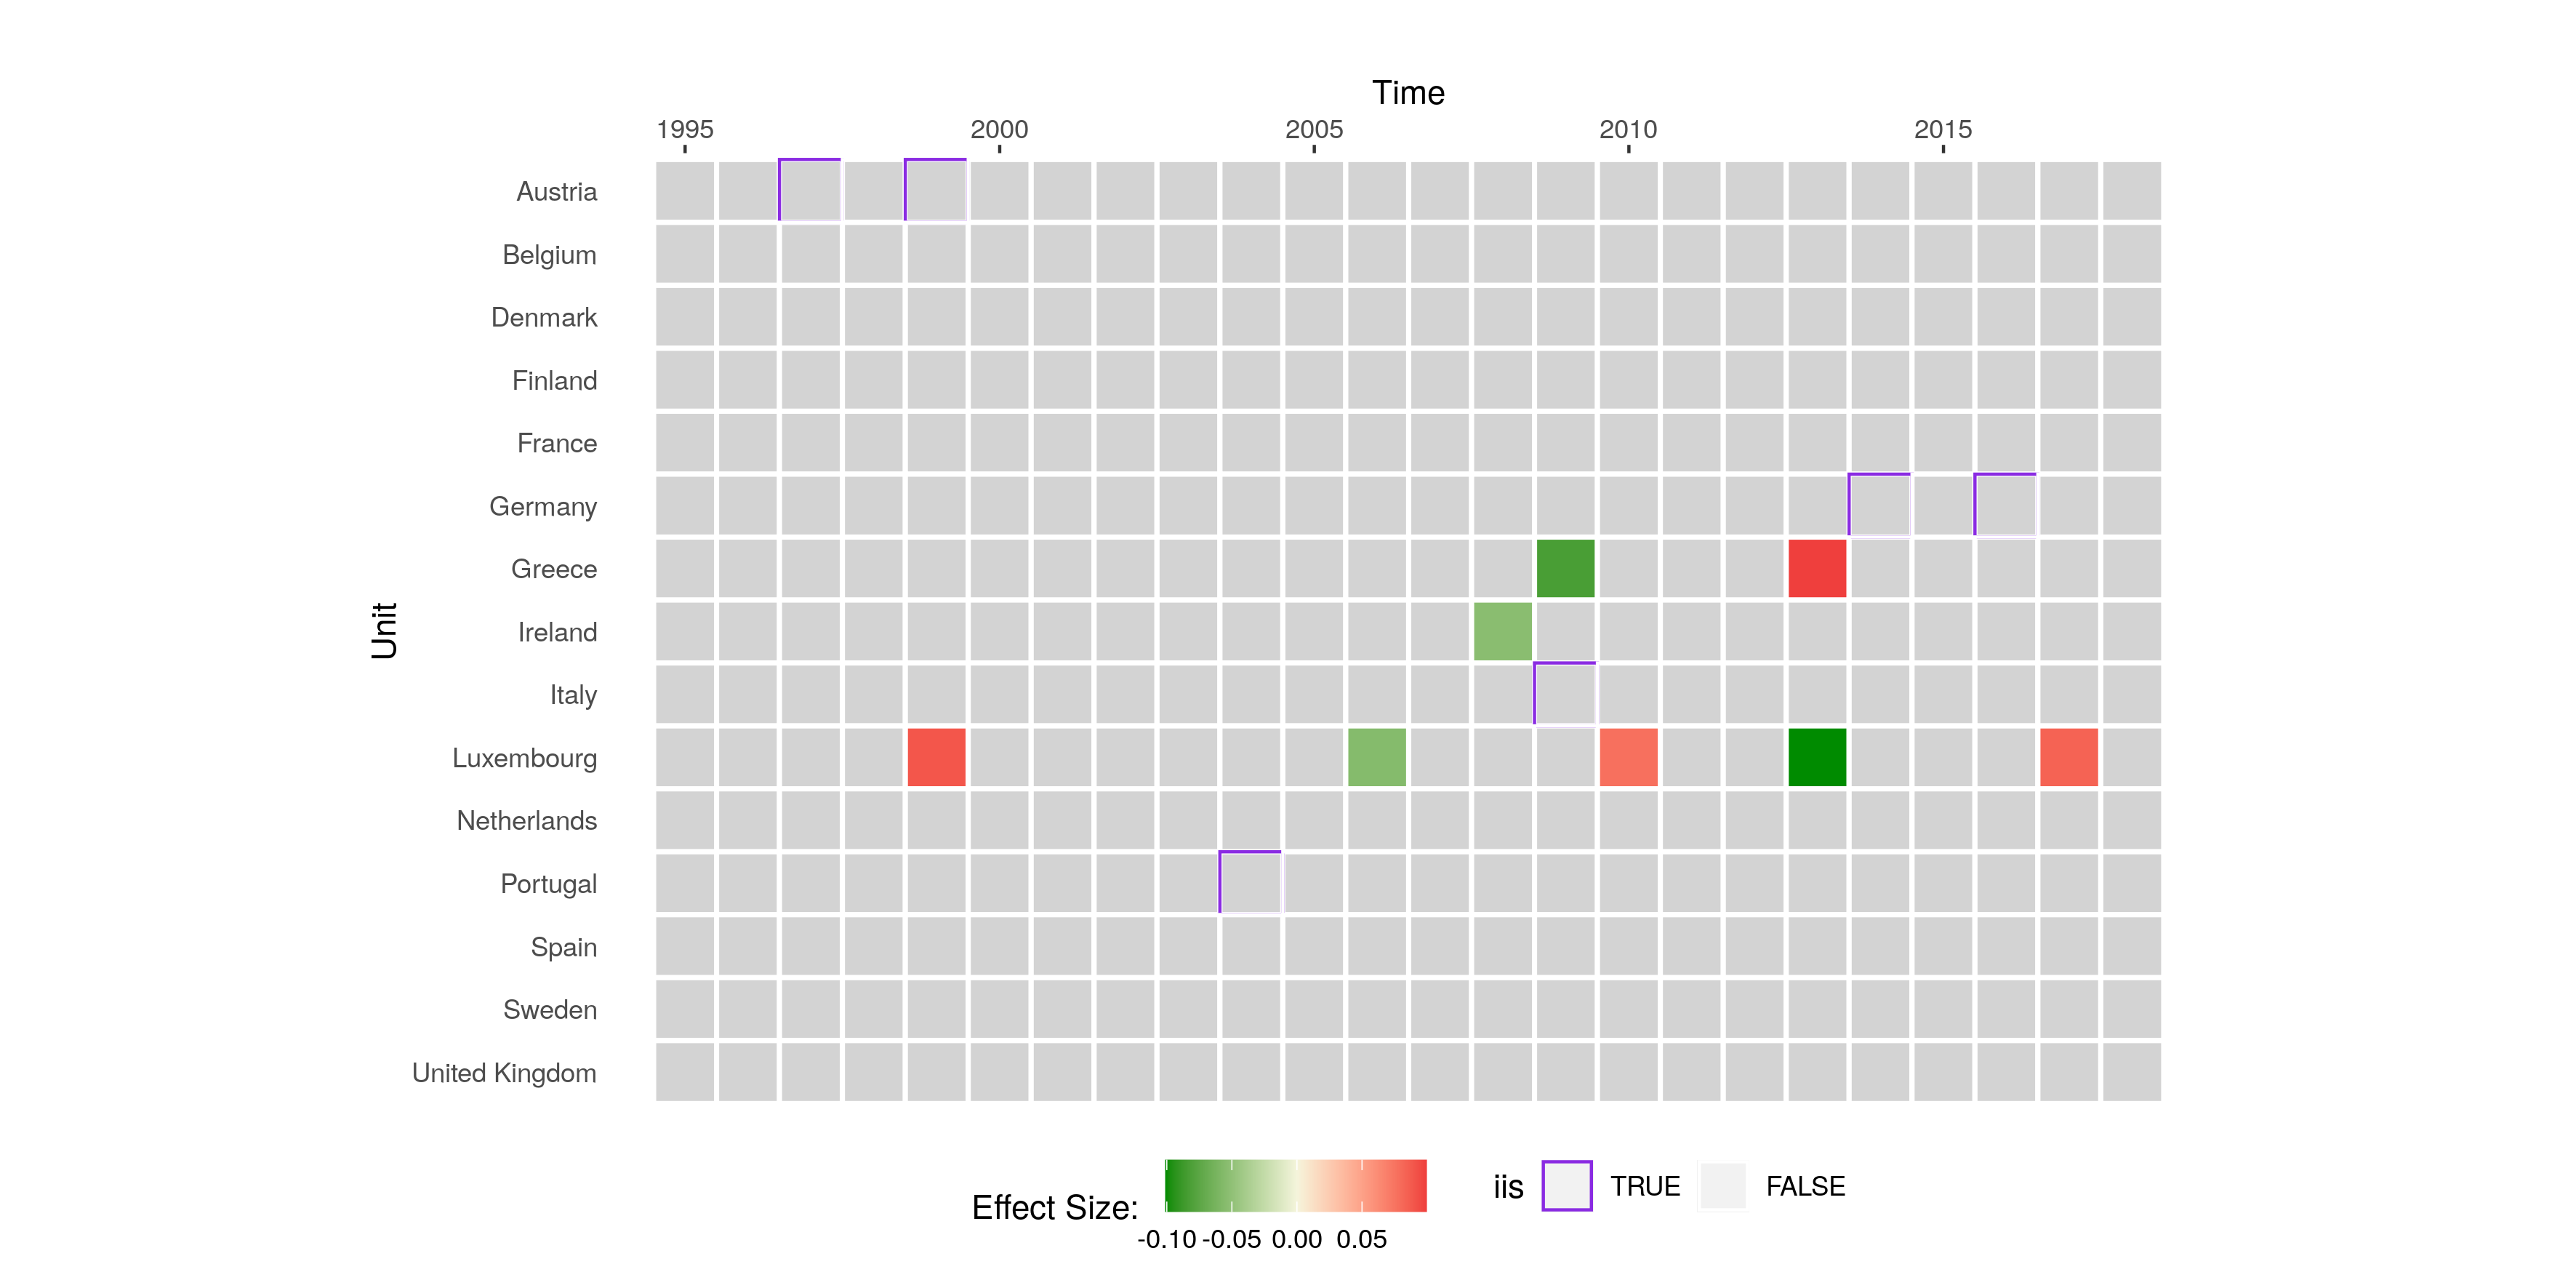 Time
1995 2000 2005 2010 2015
Austria
Belgium
Denmark
Finland
France
Germany
Greece
Unit
Ireland
Italy
Luxembourg
Netherlands
Portugal
Spain
Sweden
United Kingdom
Effect Size:
-0.10 -0.05 0.00 0.05
iis TRUE FALSE